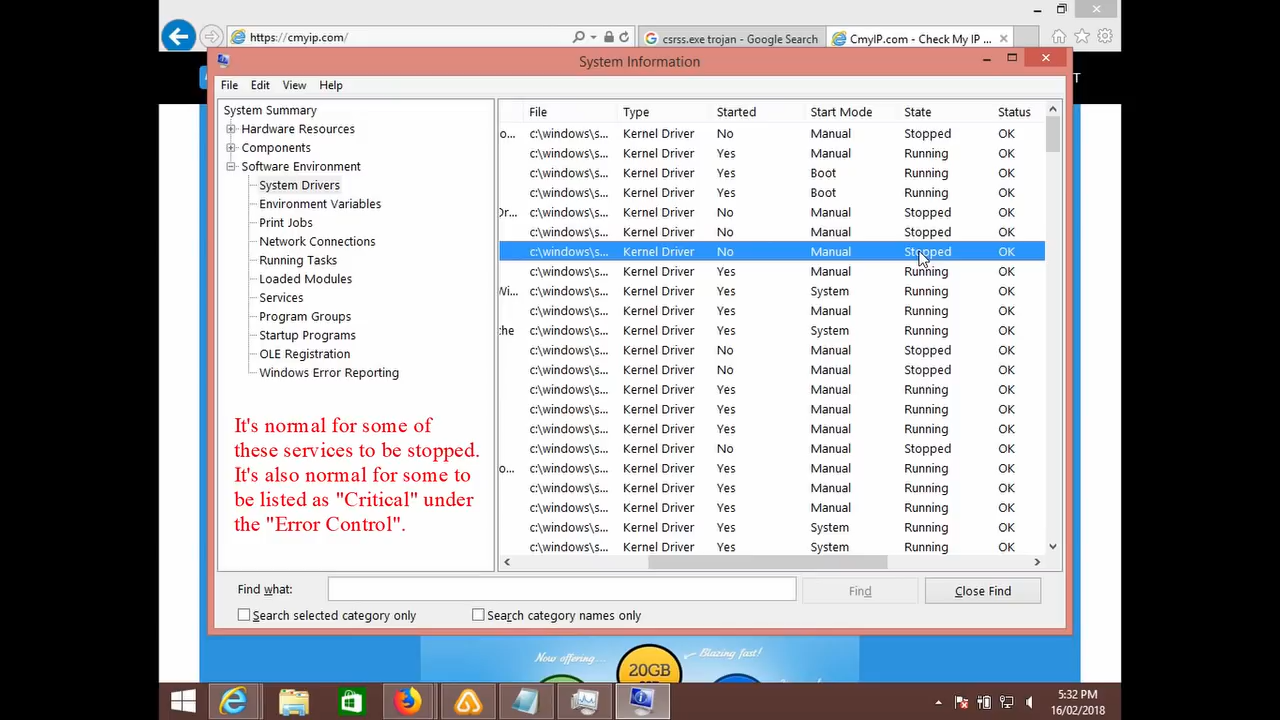 https://cmyip.com/
csrss.exe trojan - Google Search
CmyIP.com - Check My IP ...
T
System Information
File Edit View Help
System Summary
Hardware Resources
Components
Software Environment
System Drivers
Environment Variables
Print Jobs
Network Connections
Running Tasks
Loaded Modules
Services
Program Groups
Startup Programs
OLE Registration
Windows Error Reporting
It's normal for some of
these services to be stopped.
It's also normal for some to
be listed as "Critical" under
the "Error Control".
File Type Started Start Mode State Status
o... c:\windows\s... Kernel Driver No Manual Stopped OK
c:\windows\s... Kernel Driver Yes Manual Running OK
c:\windows\s... Kernel Driver Yes Boot Running OK
c:\windows\s... Kernel Driver Yes Boot Running OK
Dr... c:\windows\s... Kernel Driver No Manual Stopped OK
c:\windows\s... Kernel Driver No Manual Stopped OK
c:\windows\s... Kernel Driver No Manual Stopped OK
c:\windows\s... Kernel Driver Yes Manual Running OK
Wi... c:\windows\s... Kernel Driver Yes System Running OK
c:\windows\s... Kernel Driver Yes Manual Running OK
che c:\windows\s... Kernel Driver Yes System Running OK
c:\windows\s... Kernel Driver No Manual Stopped OK
c:\windows\s... Kernel Driver No Manual Stopped OK
c:\windows\s... Kernel Driver Yes Manual Running OK
c:\windows\s... Kernel Driver Yes Manual Running OK
c:\windows\s... Kernel Driver Yes Manual Running OK
c:\windows\s... Kernel Driver No Manual Stopped OK
o... c:\windows\s... Kernel Driver Yes Manual Running OK
c:\windows\s... Kernel Driver Yes Manual Running OK
c:\windows\s... Kernel Driver Yes Manual Running OK
c:\windows\s... Kernel Driver Yes System Running OK
c:\windows\s... Kernel Driver Yes System Running OK
Find what: Find Close Find
Search selected category only Search category names only
Now offering... 20GB Blazing fast!
5:32 PM
16/02/2018